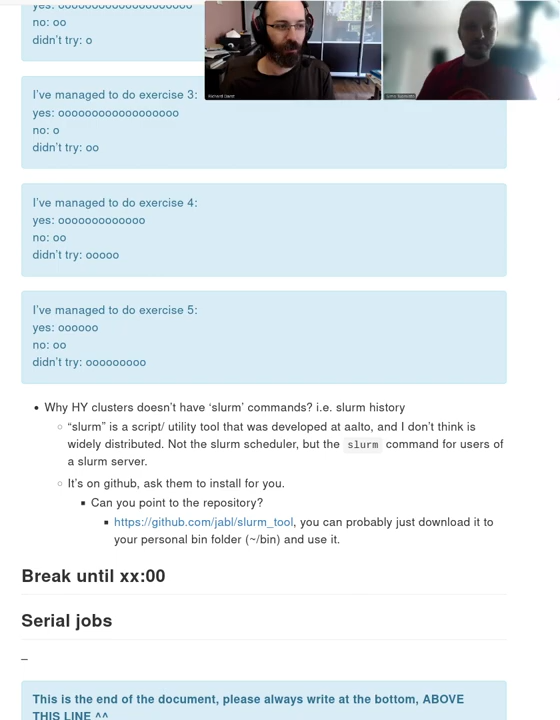 yes: oooooooooooooooooooo
no: oo
didn't try: o
I've managed to do exercise 3:
yes: oooooooooooooooooo
no: o
didn't try: oo
I've managed to do exercise 4:
yes: ooooooooooooo
no: oo
didn't try: ooooo
I've managed to do exercise 5:
yes: oooooo
no: oo
didn't try: ooooooooo
• Why HY clusters doesn't have 'slurm' commands? i.e. slurm history
○ “slurm” is a script/ utility tool that was developed at aalto, and I don't think is
widely distributed. Not the slurm scheduler, but the slurm command for users of
a slurm server.
○ It's on github, ask them to install for you.
▪ Can you point to the repository?
▪ https://github.com/jabl/slurm_tool, you can probably just download it to
your personal bin folder (~/bin) and use it.
Break until xx:00
Serial jobs
–
This is the end of the document, please always write at the bottom, ABOVE
THIS LINE ^^